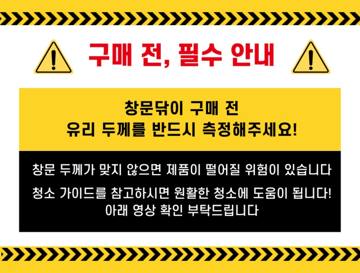 구매 전, 필수 안내
창문닦이 구매 전
유리 두께를 반드시 측정해주세요!
창문 두께가 맞지 않으면 제품이 떨어질 위험이 있습니다
청소 가이드를 참고하시면 원활한 청소에 도움이 됩니다!
아래 영상 확인 부탁드립니다